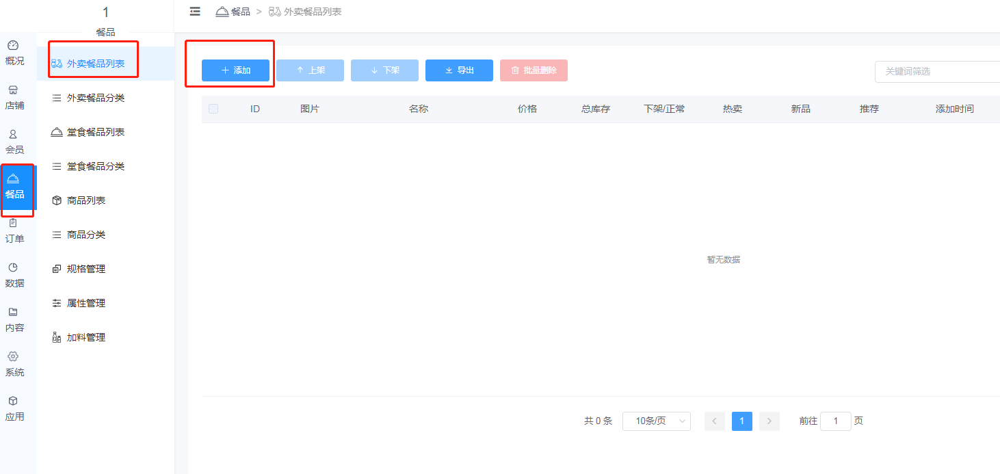 1
餐品
餐品 > 外卖餐品列表
概况
店铺
会员
餐品
订单
数据
内容
系统
应用
外卖餐品列表
外卖餐品分类
堂食餐品列表
堂食餐品分类
商品列表
商品分类
规格管理
属性管理
加料管理
添加 上架 下架 导出 批量删除 关键词筛选
ID 图片 名称 价格 总库存 下架/正常 热卖 新品 推荐 添加时间
暂无数据
共 0 条 10条/页 1 前往 1 页